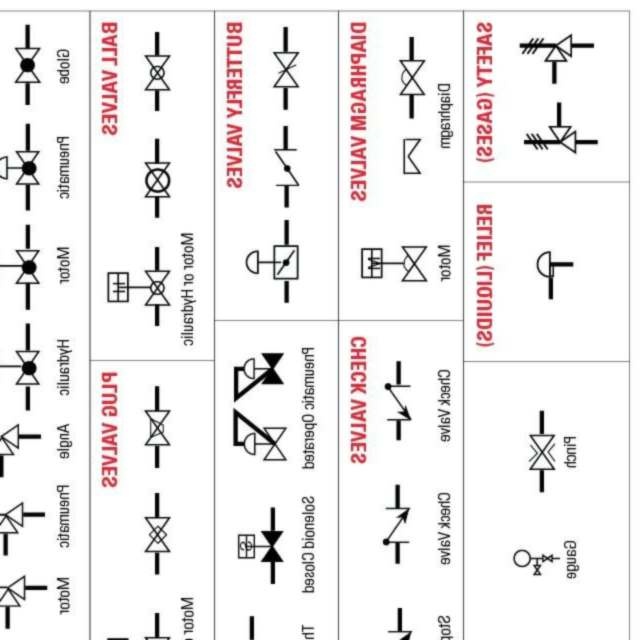 Globe
Pneumatic
Motor
Hydraulic
Angle
Pneumatic
Motor
BALL VALVES
H
Motor or Hydraulic
PLUG VALVES
Motor
BUTTERFLY VALVES
Pneumatic Operated
S
Solenoid Closed
DIAPHRAGM VALVES
Diaphragm
M
Motor
CHECK VALVES
Check Valve
Check Valve
SAFETY (GASES)
RELIEF (LIQUIDS)
Pinch
Gauge